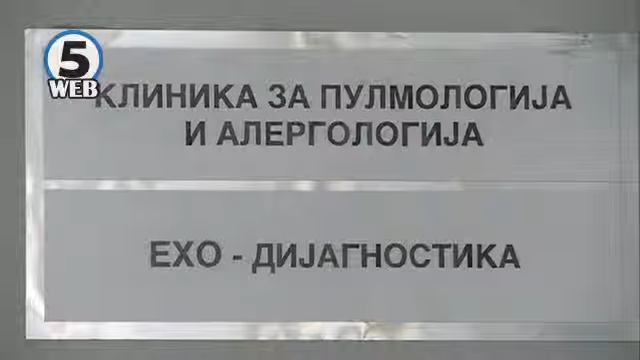 5
WEB
КЛИНИКА ЗА ПУЛМОЛОГИЈА
И АЛЕРГОЛОГИЈА
ЕХО - ДИЈАГНОСТИКА